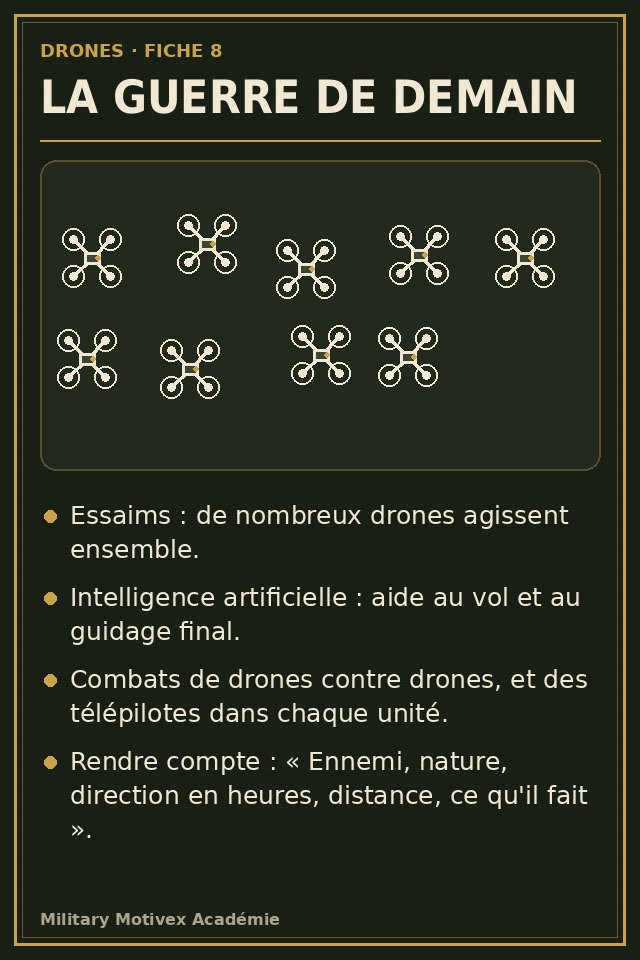 DRONES · FICHE 8
LA GUERRE DE DEMAIN
Essaims : de nombreux drones agissent
ensemble.
Intelligence artificielle : aide au vol et au
guidage final.
Combats de drones contre drones, et des
télépilotes dans chaque unité.
Rendre compte : « Ennemi, nature,
direction en heures, distance, ce qu'il fait
».
Military Motivex Académie